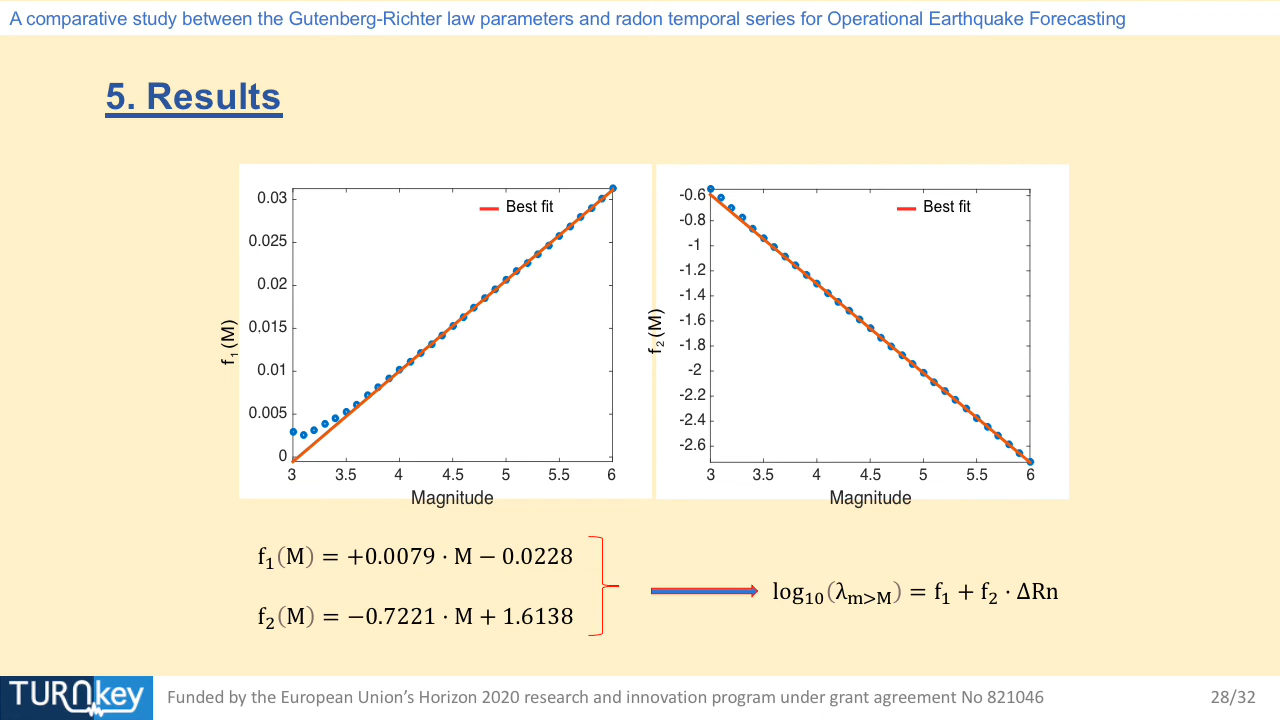 A comparative study between the Gutenberg-Richter law parameters and radon temporal series for Operational Earthquake Forecasting
5. Results
0.03
0.025
0.02
0.015
0.01
0.005
0
f₁(M)
Best fit
3 3.5 4 4.5 5 5.5 6
Magnitude
-0.6
-0.8
-1
-1.2
-1.4
-1.6
-1.8
-2
-2.2
-2.4
-2.6
f₂(M)
Best fit
3 3.5 4 4.5 5 5.5 6
Magnitude
f₁(M) = +0.0079 · M − 0.0228
f₂(M) = −0.7221 · M + 1.6138
log₁₀(λₘ>M) = f₁ + f₂ · ΔRn
TURNkey
Funded by the European Union’s Horizon 2020 research and innovation program under grant agreement No 821046
28/32